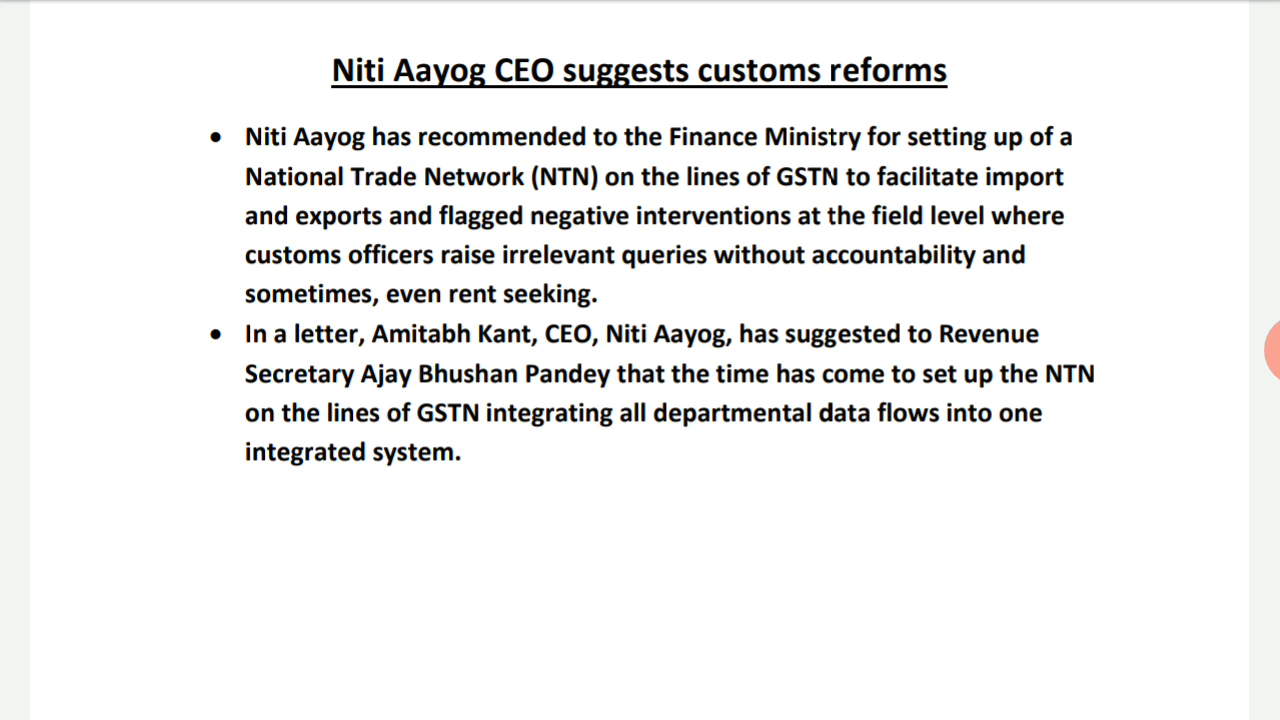 Niti Aayog CEO suggests customs reforms
• Niti Aayog has recommended to the Finance Ministry for setting up of a
National Trade Network (NTN) on the lines of GSTN to facilitate import
and exports and flagged negative interventions at the field level where
customs officers raise irrelevant queries without accountability and
sometimes, even rent seeking.
• In a letter, Amitabh Kant, CEO, Niti Aayog, has suggested to Revenue
Secretary Ajay Bhushan Pandey that the time has come to set up the NTN
on the lines of GSTN integrating all departmental data flows into one
integrated system.